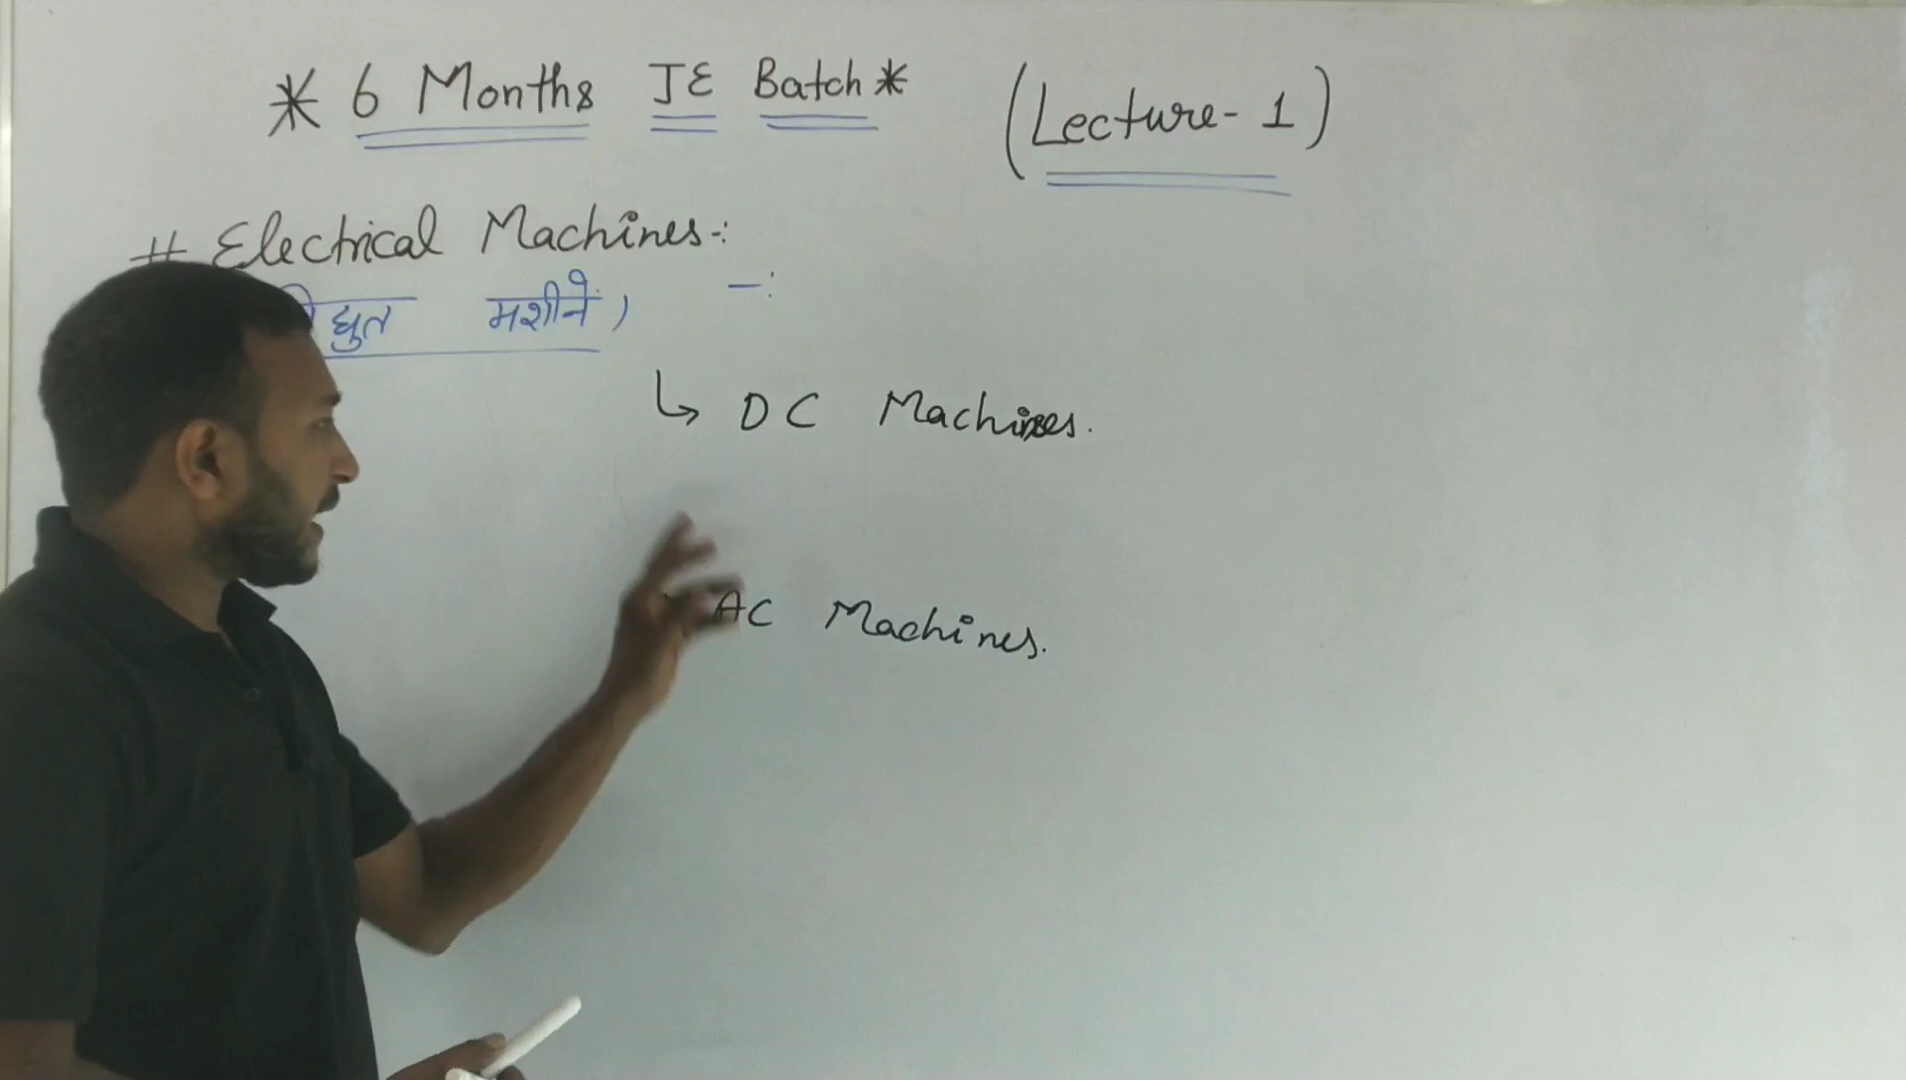 * 6 Months JE Batch * (Lecture-1)
# Electrical Machines-:
मशीनें) -:
↳ DC Machines.
AC Machines.